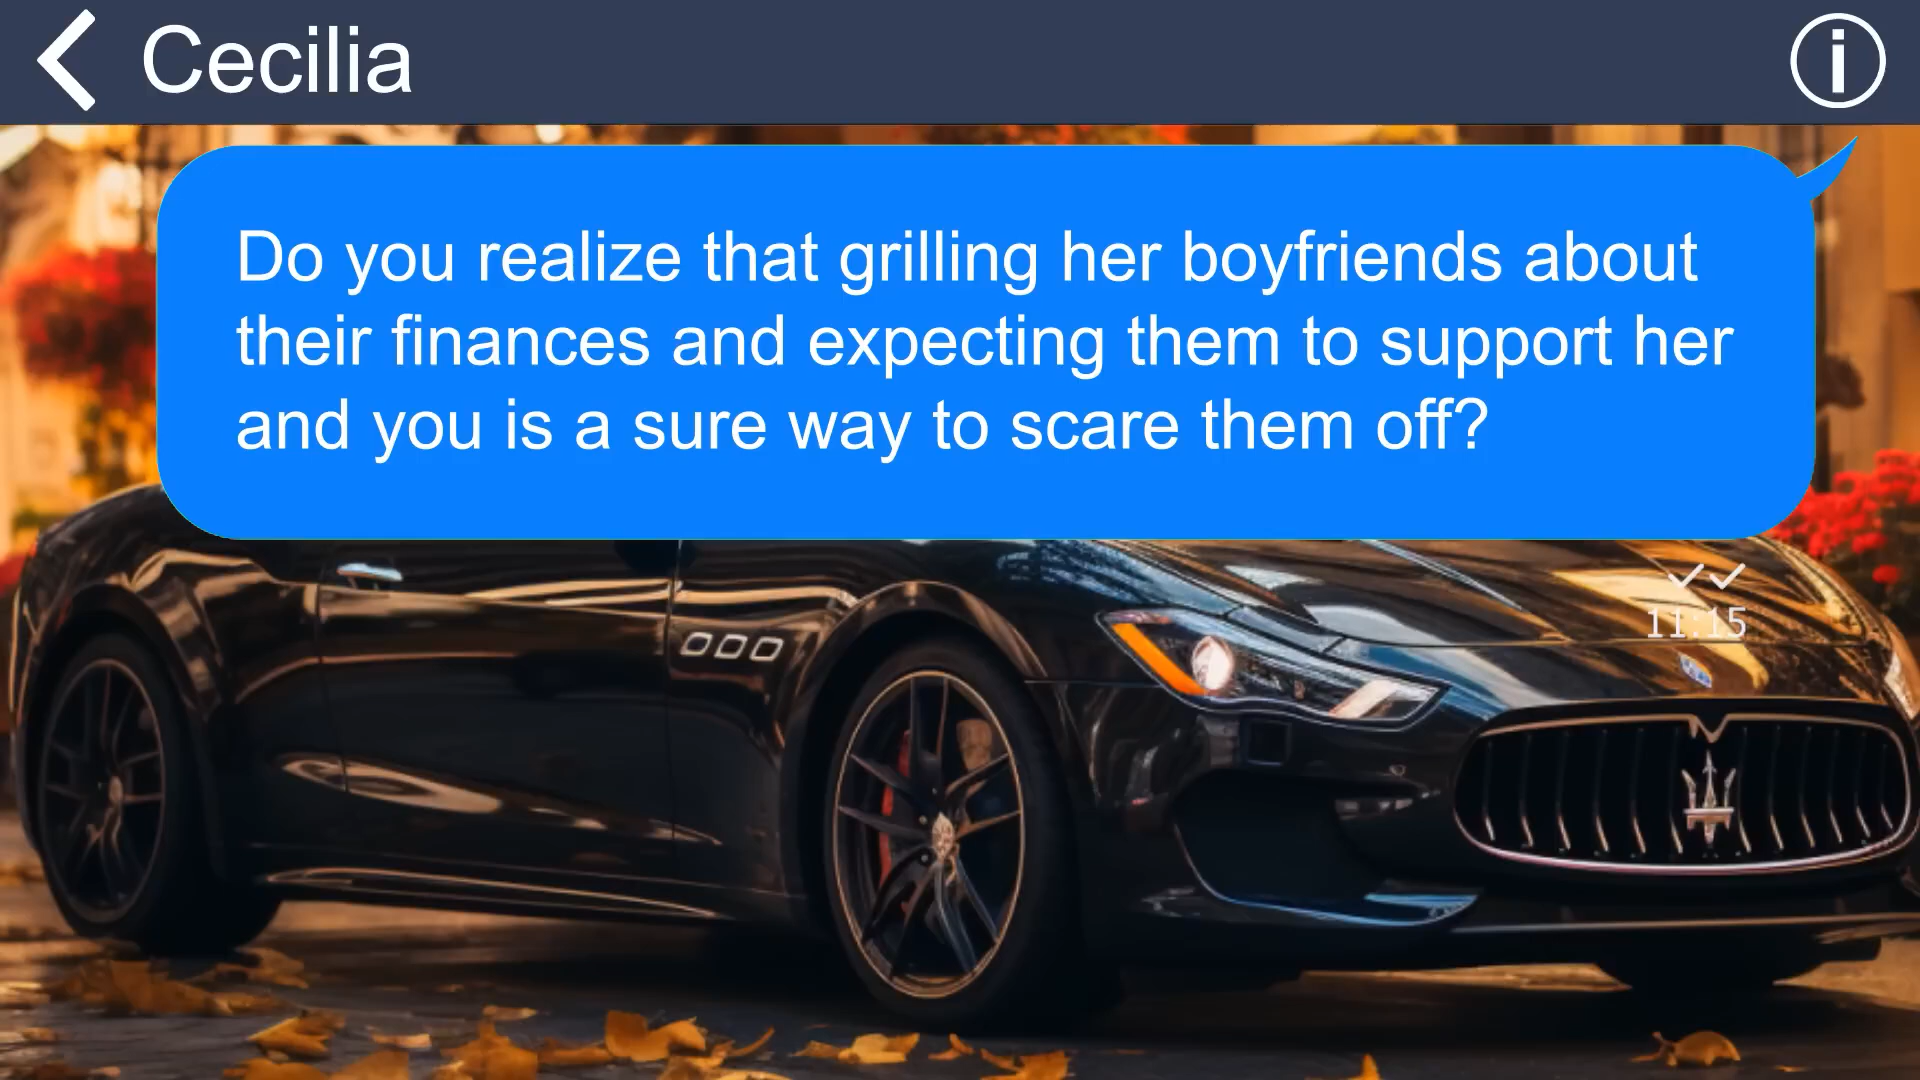 Cecilia
Do you realize that grilling her boyfriends about
their finances and expecting them to support her
and you is a sure way to scare them off?
11:15